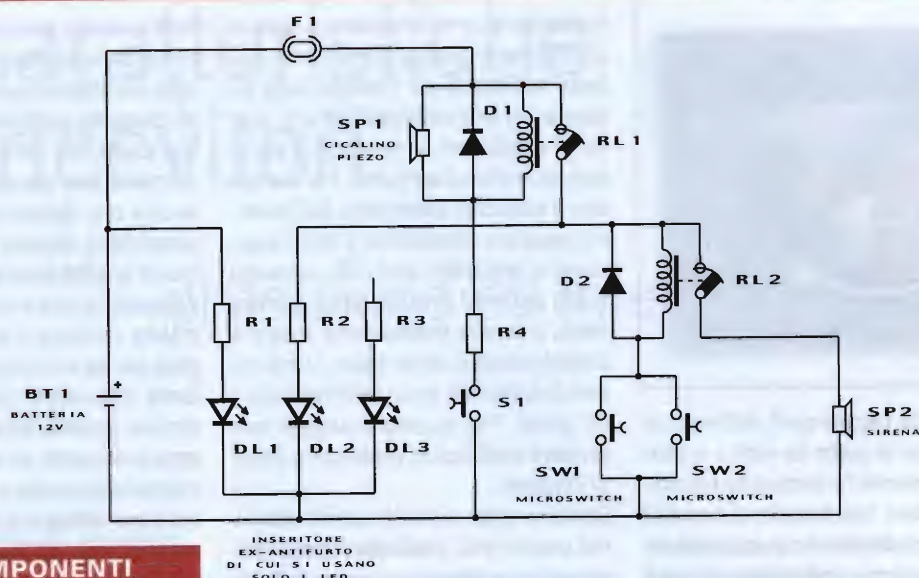 F1
SP1
CICALINO
PIEZO
D1
RL1
R1
R2
R3
R4
D2
RL2
BT1
BATTERIA
12V
+
DL1
DL2
DL3
S1
SW1
MICROSWITCH
SW2
MICROSWITCH
SP2
SIRENA
INSERITORE
EX-ANTIFURTO
DI CUI SI USANO
SOLO I LED
MPONENTI